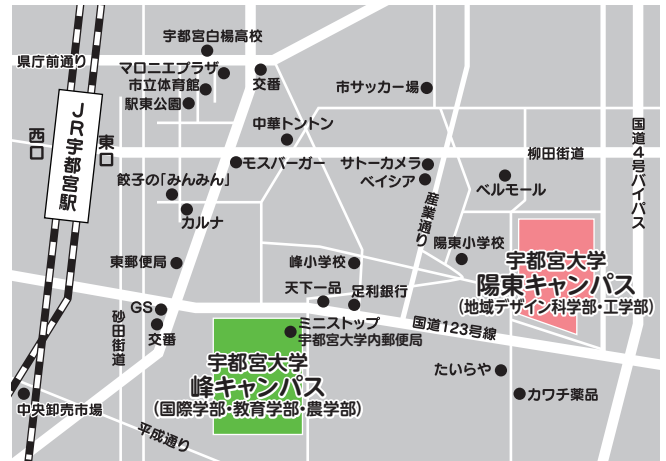 宇都宮白楊高校
県庁前通り
マロニエプラザ
市立体育館
交番
駅東公園
市サッカー場
中華トントン
国道4号バイパス
JR宇都宮駅
西口
東口
柳田街道
モスバーガー
サトーカメラ
ベイシア
ベルモール
餃子の「みんみん」
カルナ
産業通り
陽東小学校
東郵便局
峰小学校
宇都宮大学
陽東キャンパス
(地域デザイン科学部・工学部)
天下一品
足利銀行
GS
交番
砂田街道
ミニストップ
宇都宮大学内郵便局
国道123号線
宇都宮大学
峰キャンパス
(国際学部・教育学部・農学部)
たいらや
カワチ薬品
中央卸売市場
平成通り